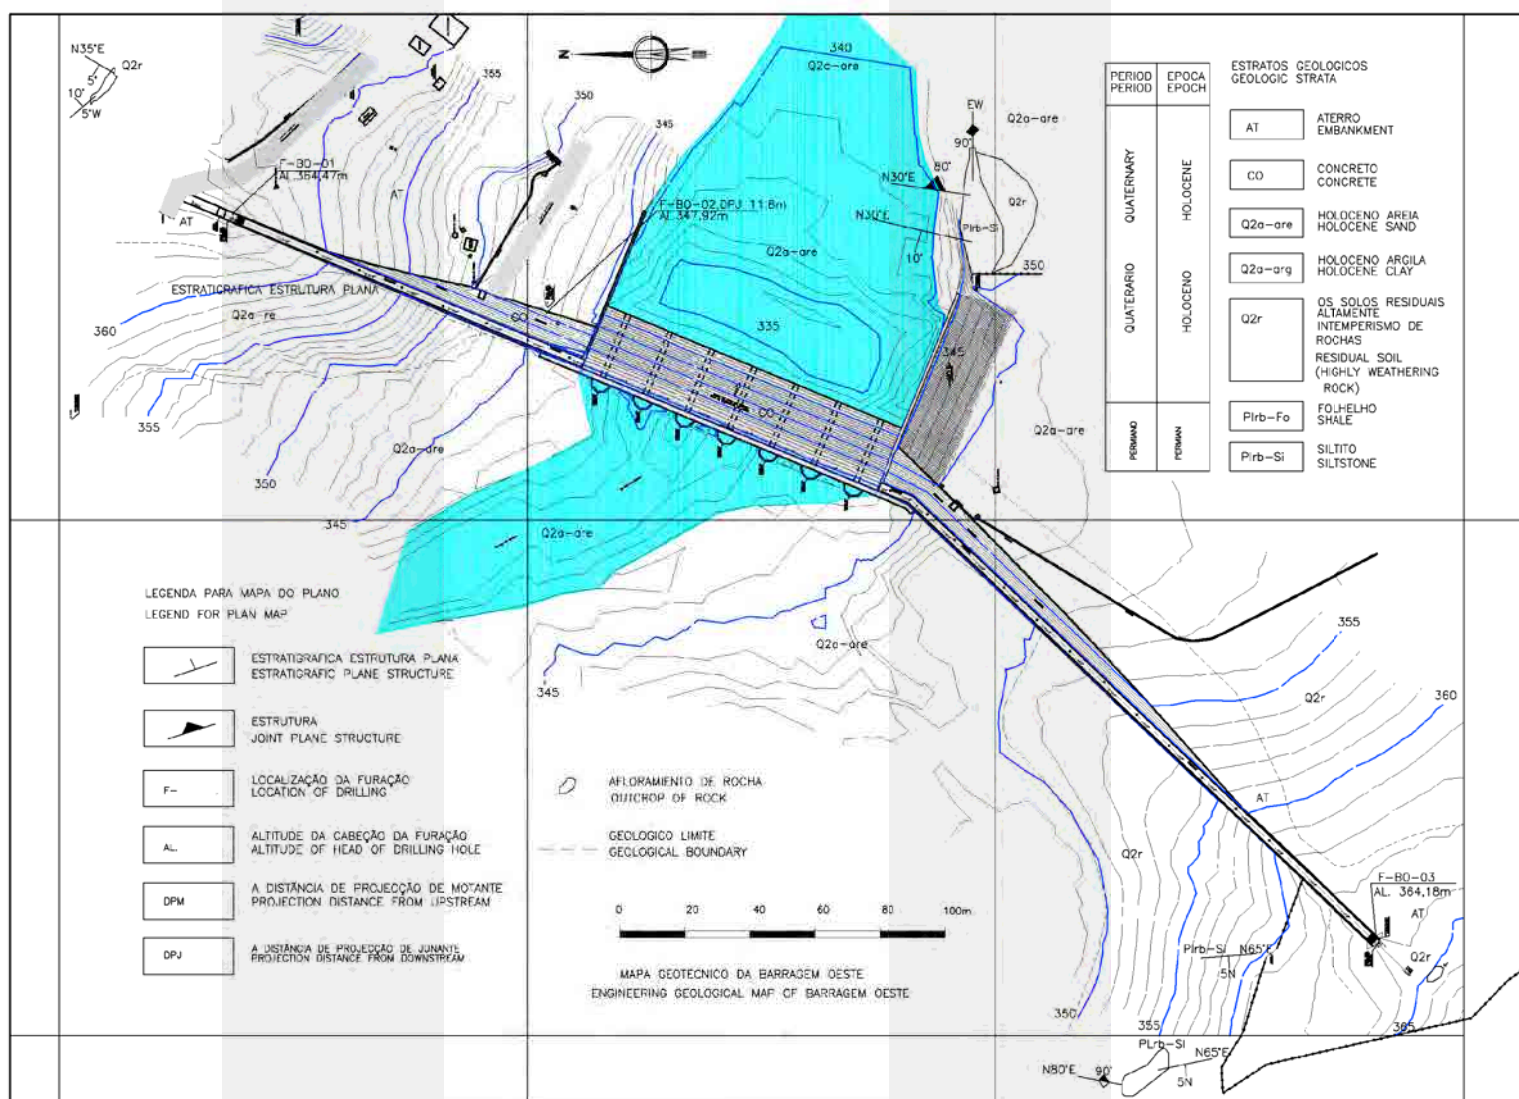 N35°E
Q2r
5°
10°
5°W
355
350
345
N
340
Q2c-are
EW
90°
Q2a-are
80°
N30°E
Q2r
N30°E
Plrb-Si
10°
350
F-BO-01
AL.364,47m
AT
AT
F-BO-02,DPJ 11.6m
AL.347,92m
Q2a-are
335
345
ESTRATIGRAFICA ESTRUTURA PLANA
Q2a-re
CO
CO
360
355
Q2a-are
Q2a-are
350
345
Q2a-are
345
Q2a-are
355
Q2r
360
AT
Q2r
F-BO-03
AL. 364,18m
AT
Q2r
Plrb-Si N65°E
5N
350
355
365
PLrb-Si
N80°E 90°
N65°E
5N
PERIOD
PERIOD
EPOCA
EPOCH
QUATERNARY
QUATERARIO
HOLOCENE
HOLOCENO
PERMIANO
PERMIAN
ESTRATOS GEOLOGICOS
GEOLOGIC STRATA
AT
ATERRO
EMBANKMENT
CO
CONCRETO
CONCRETE
Q2a-are
HOLOCENO AREIA
HOLOCENE SAND
Q2a-arg
HOLOCENO ARGILA
HOLOCENE CLAY
Q2r
OS SOLOS RESIDUAIS
ALTAMENTE
INTEMPERISMO DE
ROCHAS
RESIDUAL SOIL
(HIGHLY WEATHERING
ROCK)
Plrb-Fo
FOLHELHO
SHALE
Plrb-Si
SILTITO
SILTSTONE
LEGENDA PARA MAPA DO PLANO
LEGEND FOR PLAN MAP
ESTRATIGRAFICA ESTRUTURA PLANA
ESTRATIGRAFIC PLANE STRUCTURE
ESTRUTURA
JOINT PLANE STRUCTURE
F-
LOCALIZAÇÃO DA FURAÇÃO
LOCATION OF DRILLING
AL.
ALTITUDE DA CABEÇÃO DA FURAÇÃO
ALTITUDE OF HEAD OF DRILLING HOLE
DPM
A DISTÂNCIA DE PROJECÇÃO DE MOTANTE
PROJECTION DISTANCE FROM UPSTREAM
DPJ
A DISTÂNCIA DE PROJECÇÃO DE JUNANTE
PROJECTION DISTANCE FROM DOWNSTREAM
AFLORAMIENTO DE ROCHA
OUTCROP OF ROCK
GEOLOGICO LIMITE
GEOLOGICAL BOUNDARY
0 20 40 60 80 100m
MAPA GEOTECNICO DA BARRAGEM OESTE
ENGINEERING GEOLOGICAL MAP OF BARRAGEM OESTE